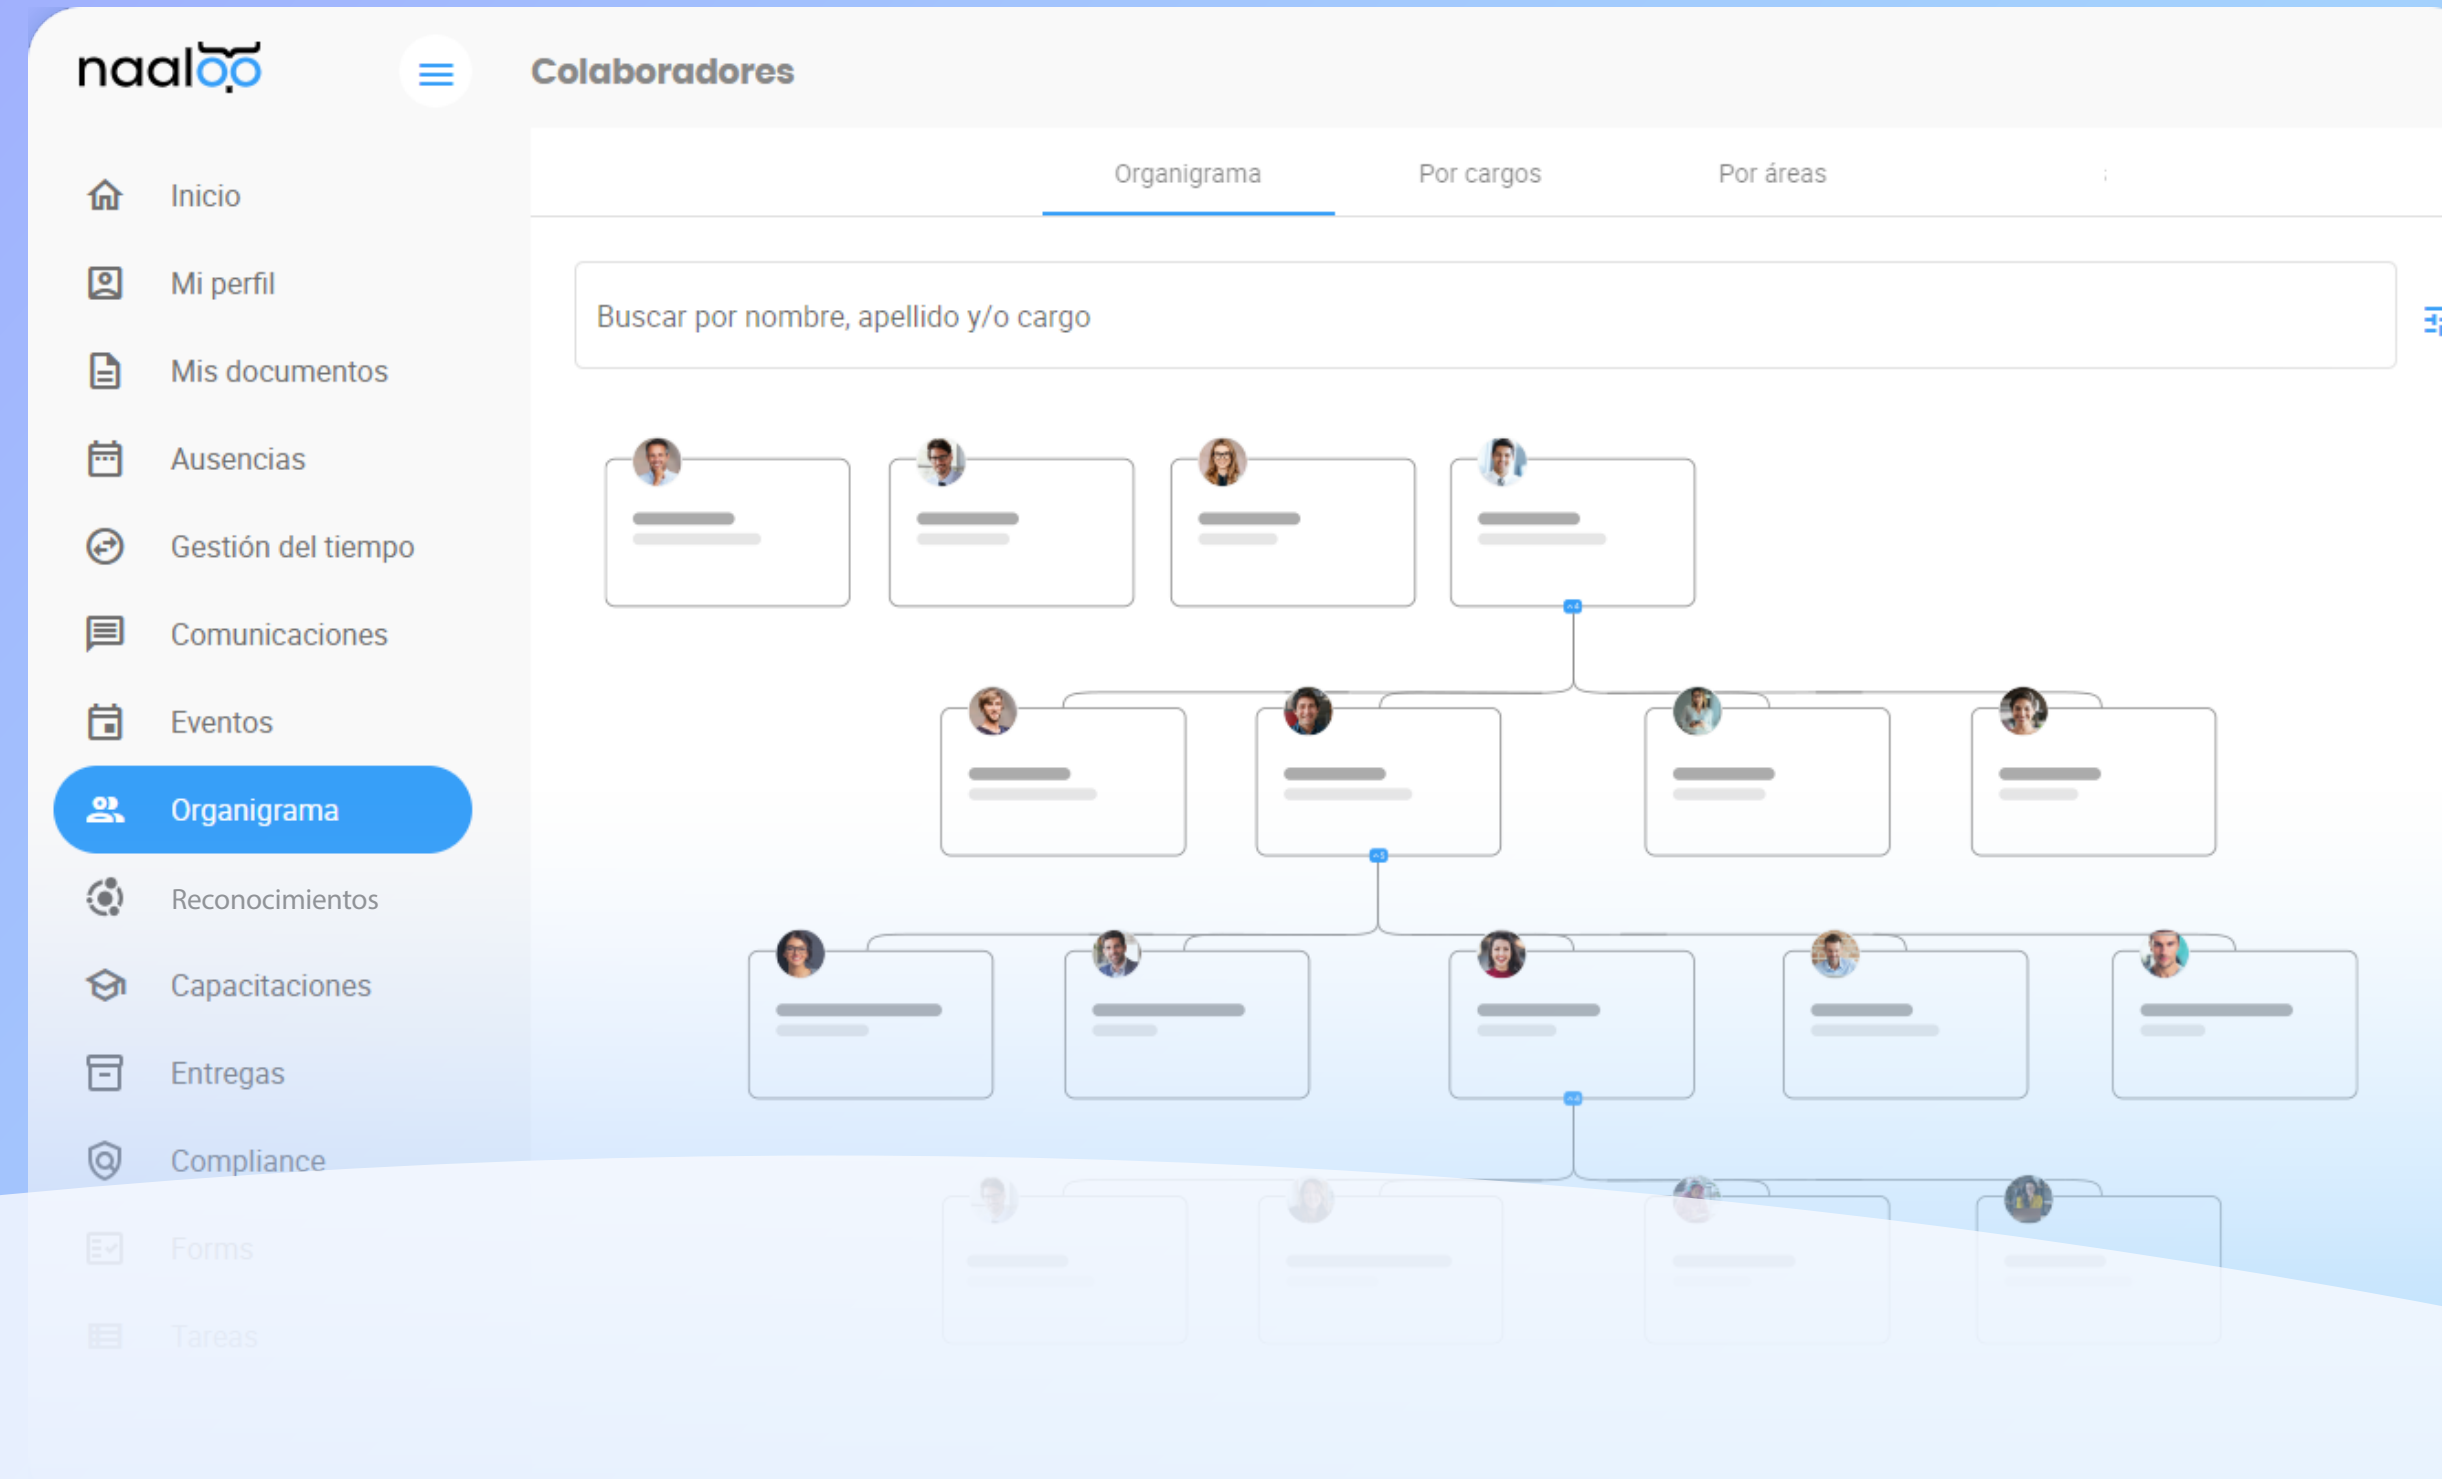 naaloo
Colaboradores
Organigrama
Por cargos
Por áreas
Buscar por nombre, apellido y/o cargo
Inicio
Mi perfil
Mis documentos
Ausencias
Gestión del tiempo
Comunicaciones
Eventos
Organigrama
Reconocimientos
Capacitaciones
Entregas
Compliance
Forms
Tareas